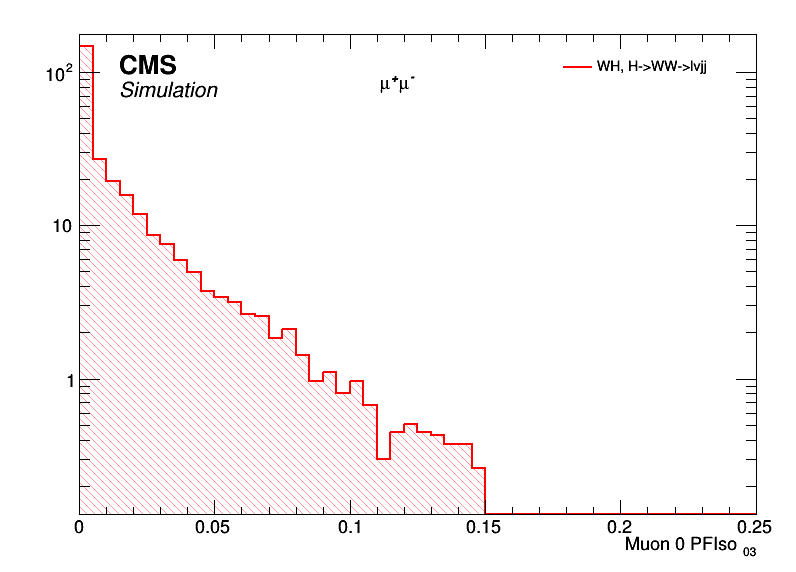 CMS
Simulation
μ⁺μ⁻
WH, H->WW->lvjj
10²
10
1
0 0.05 0.1 0.15 0.2 0.25
Muon 0 PFIso 03